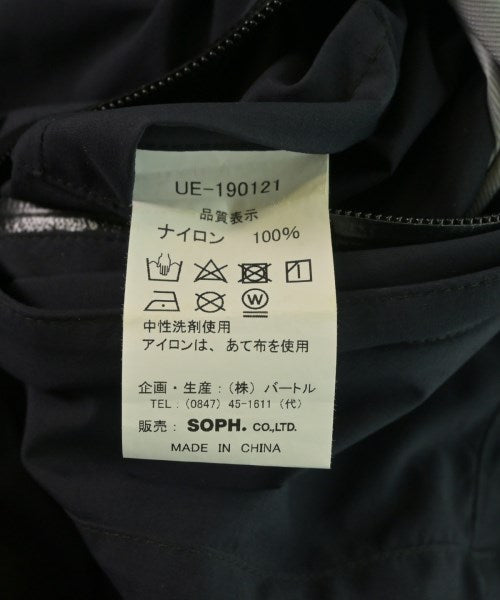 UE-190121
品質表示
ナイロン 100%
W
中性洗剤使用
アイロンは、あて布を使用
企画・生産：（株）バートル
TEL：(0847) 45-1611（代）
販売： SOPH. CO.,LTD.
MADE IN CHINA